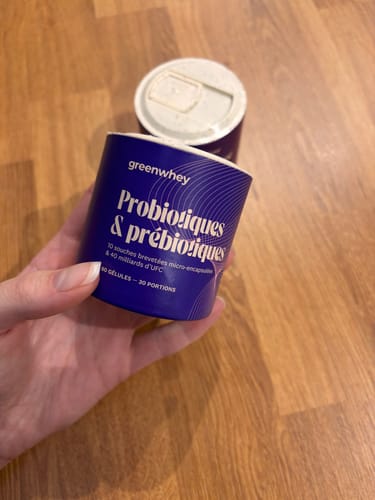 greenwhey
Probiotiques
& prébiotiques
10 souches brevetées micro-encapsulées
& 40 milliards d'UFC
60 GÉLULES — 30 PORTIONS